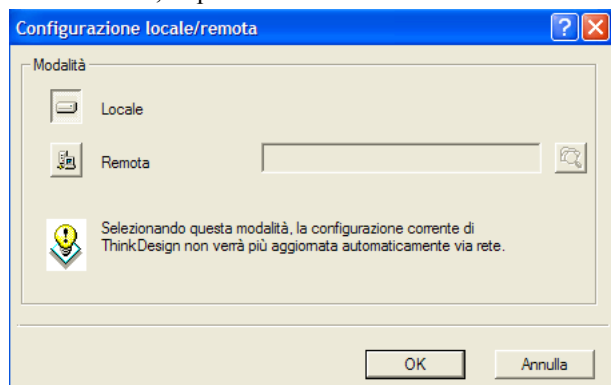 Configurazione locale/remota
Modalità
Locale
Remota
Selezionando questa modalità, la configurazione corrente di
ThinkDesign non verrà più aggiornata automaticamente via rete.
OK
Annulla